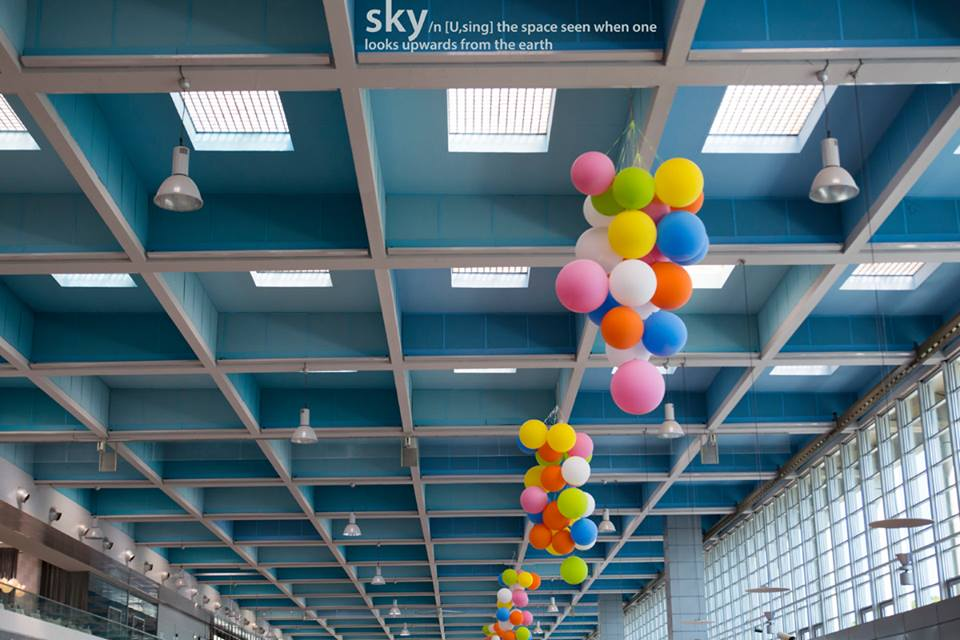 sky /n [U,sing] the space seen when one
looks upwards from the earth